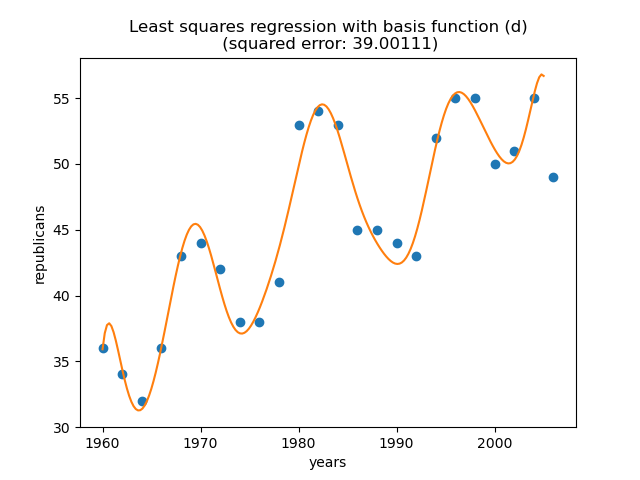 Least squares regression with basis function (d)
(squared error: 39.00111)
55
50
45
40
35
30
republicans
1960
1970
1980
1990
2000
years